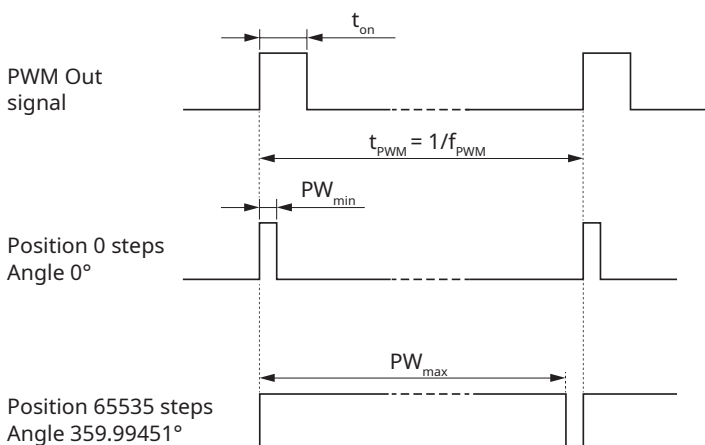 t_on
PWM Out
signal
t_PWM = 1/f_PWM
PW_min
Position 0 steps
Angle 0°
PW_max
Position 65535 steps
Angle 359.99451°